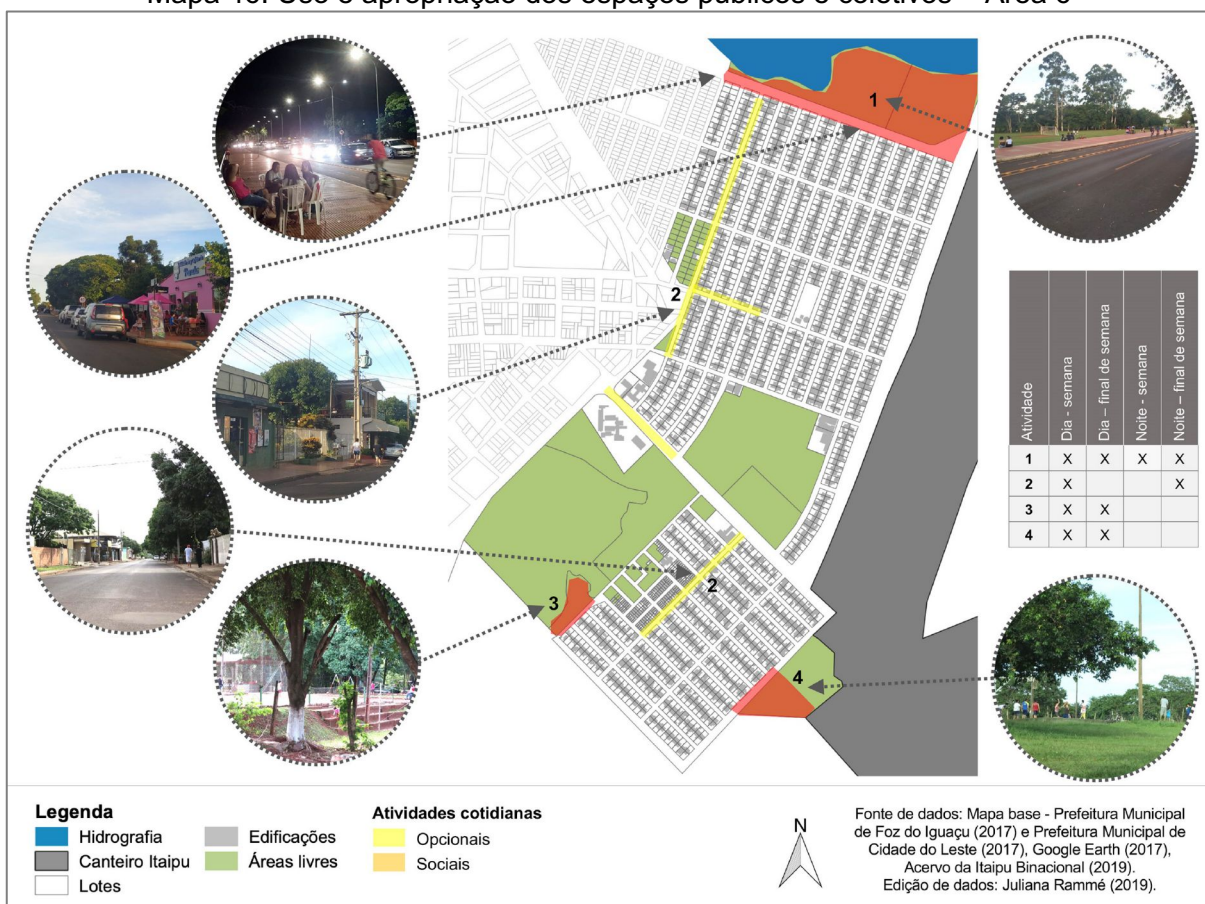 Mapa 40: Uso e apropriação dos espaços públicos e coletivos – Área 6
1
2
2
3
4
Atividade
Dia - semana
Dia – final de semana
Noite - semana
Noite – final de semana
1 X X X X
2 X X
3 X X
4 X X
Legenda
Hidrografia
Canteiro Itaipu
Lotes
Edificações
Áreas livres
Atividades cotidianas
Opcionais
Sociais
N
Fonte de dados: Mapa base - Prefeitura Municipal
de Foz do Iguaçu (2017) e Prefeitura Municipal de
Cidade do Leste (2017), Google Earth (2017),
Acervo da Itaipu Binacional (2019).
Edição de dados: Juliana Rammé (2019).